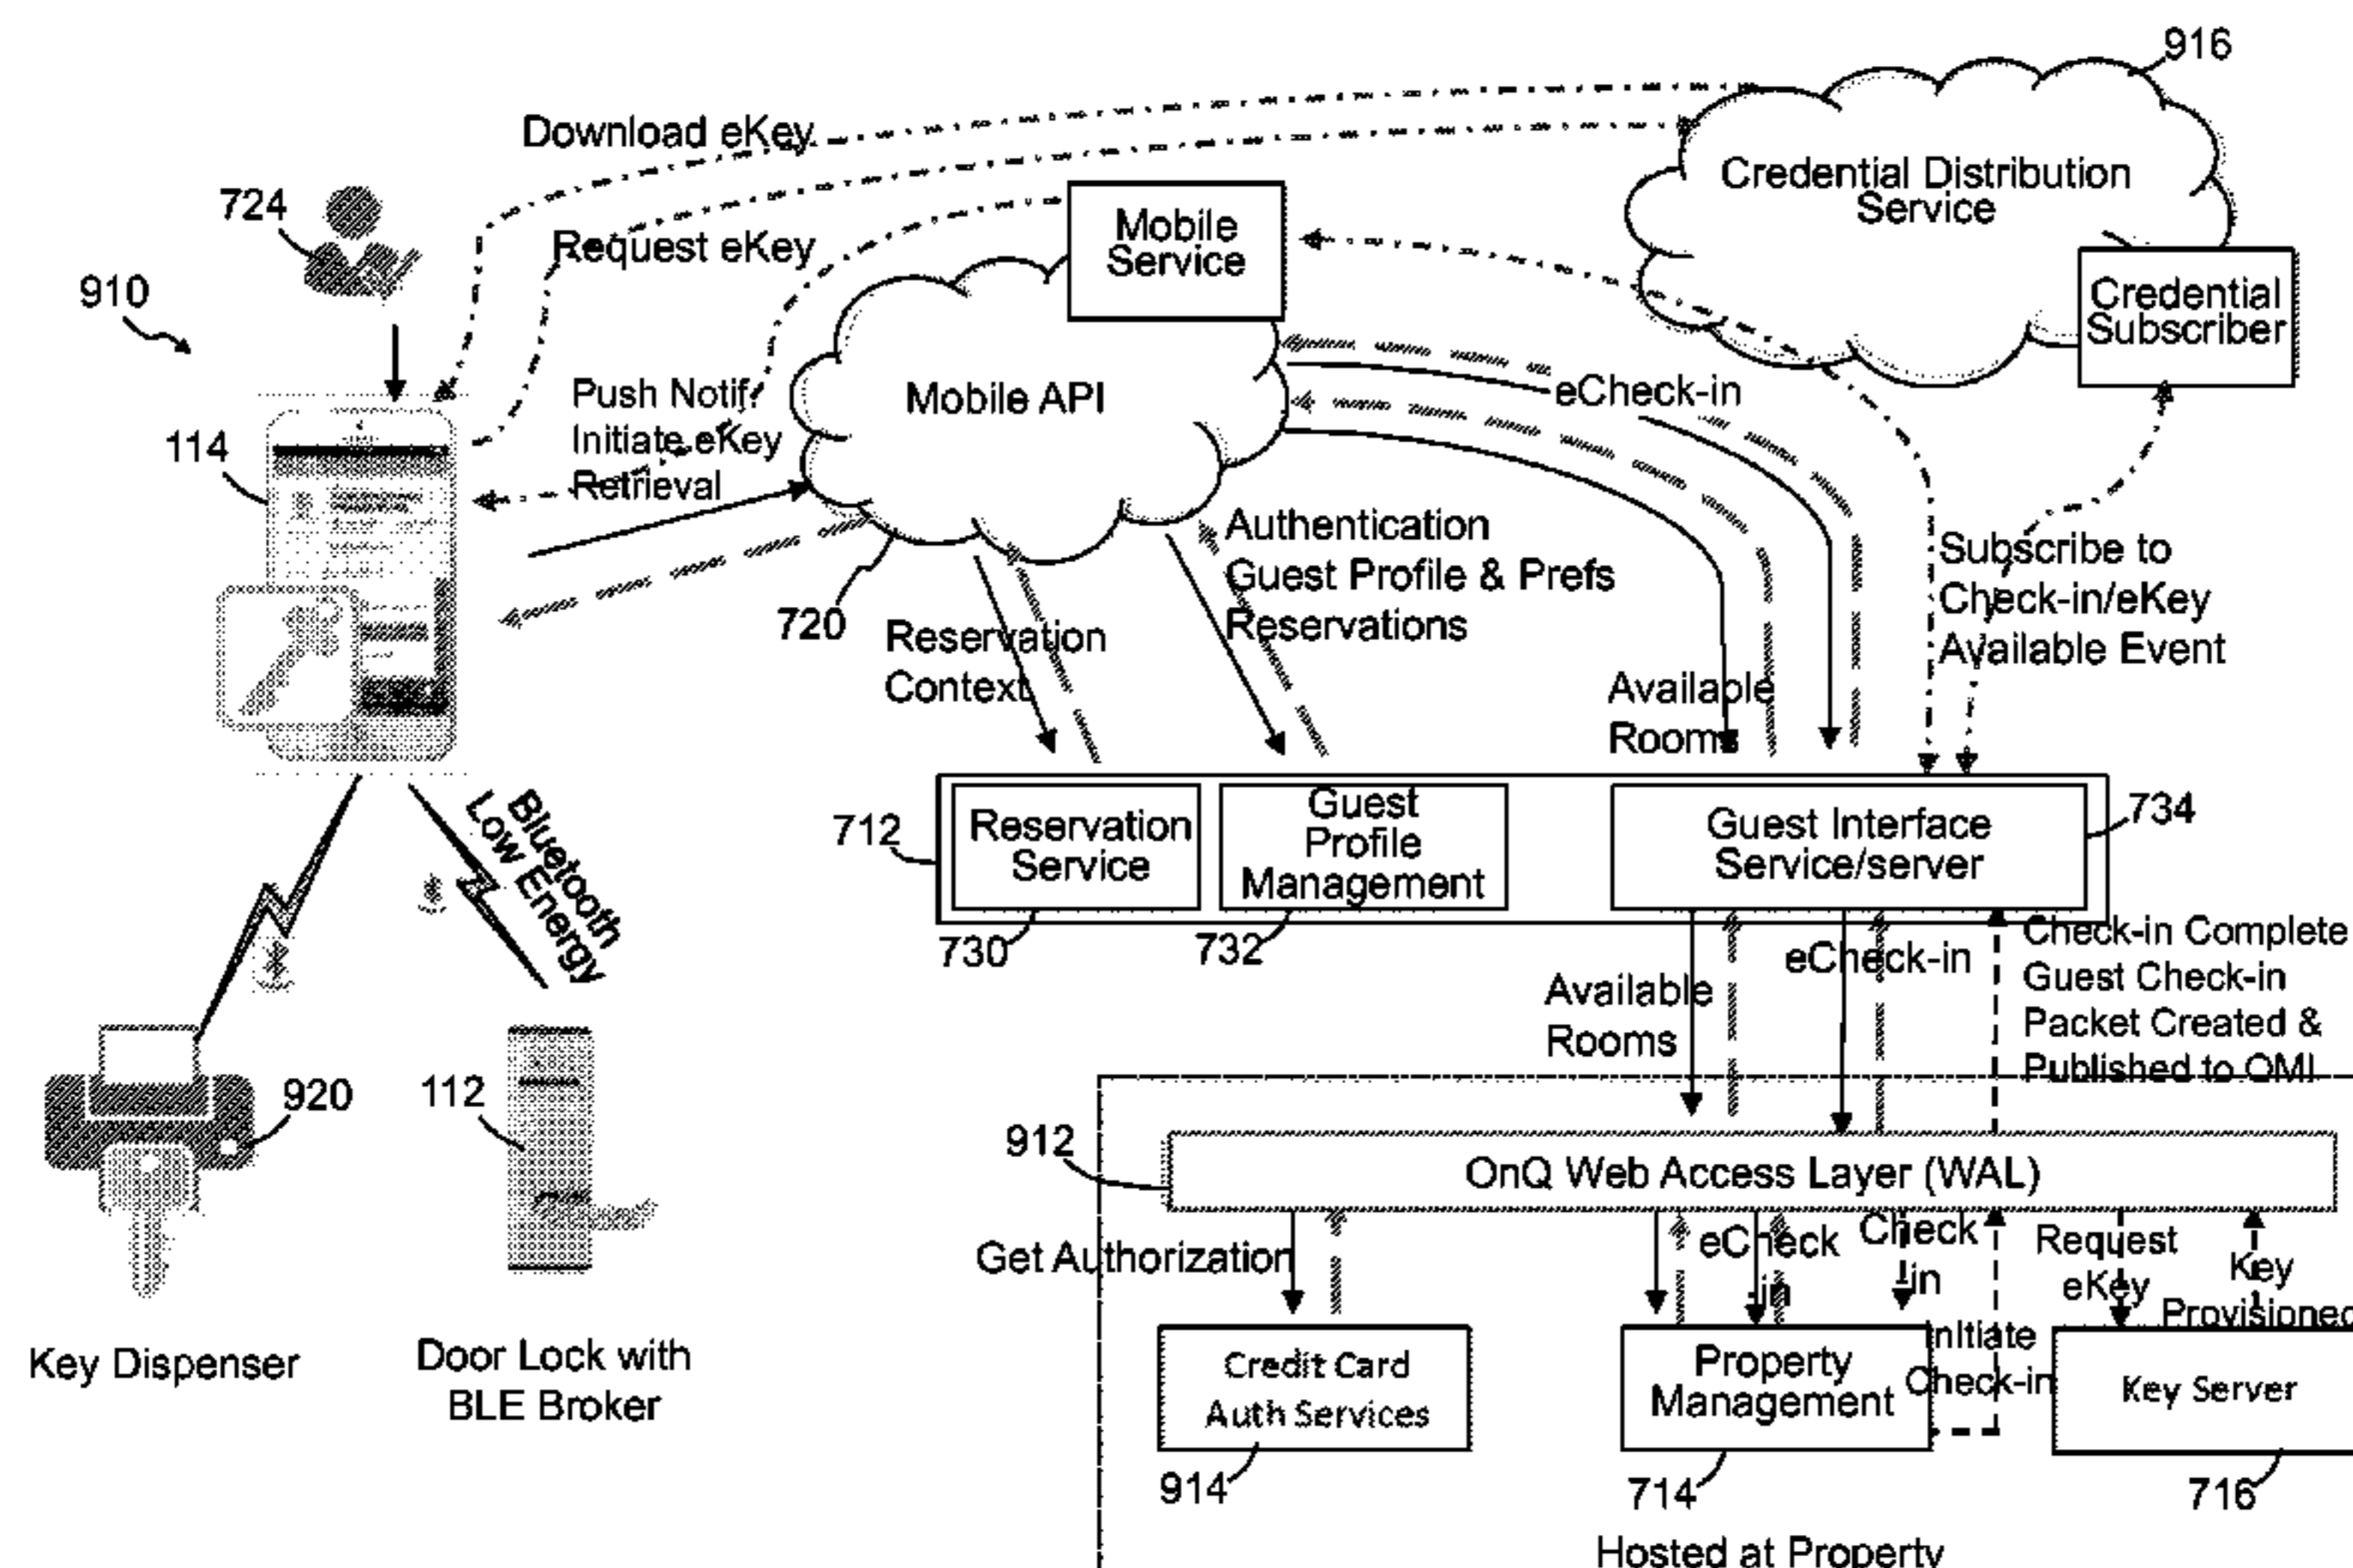 916
Download eKey
Credential Distribution
Service
724
Mobile
Service
Request eKey
910
Credential
Subscriber
Push Notif.
Initiate eKey
Retrieval
Mobile API
eCheck-in
114
Authentication
Guest Profile & Prefs
Reservations
Subscribe to
Check-in/eKey
Available Event
720
Reservation
Context
Available
Rooms
Bluetooth
Low Energy
712
Reservation
Service
Guest
Profile
Management
Guest Interface
Service/server
734
730
732
Available
Rooms
eCheck-in
Check-in Complete
Guest Check-in
Packet Created &
Published to OMI
920
112
912
OnQ Web Access Layer (WAL)
Get Authorization
eCheck
-in
Check
in
Request
eKey
Key
Provisioned
Key Dispenser
Door Lock with
BLE Broker
Credit Card
Auth Services
Property
Management
Initiate
Check-in
Key Server
914
714
716
Hosted at Property